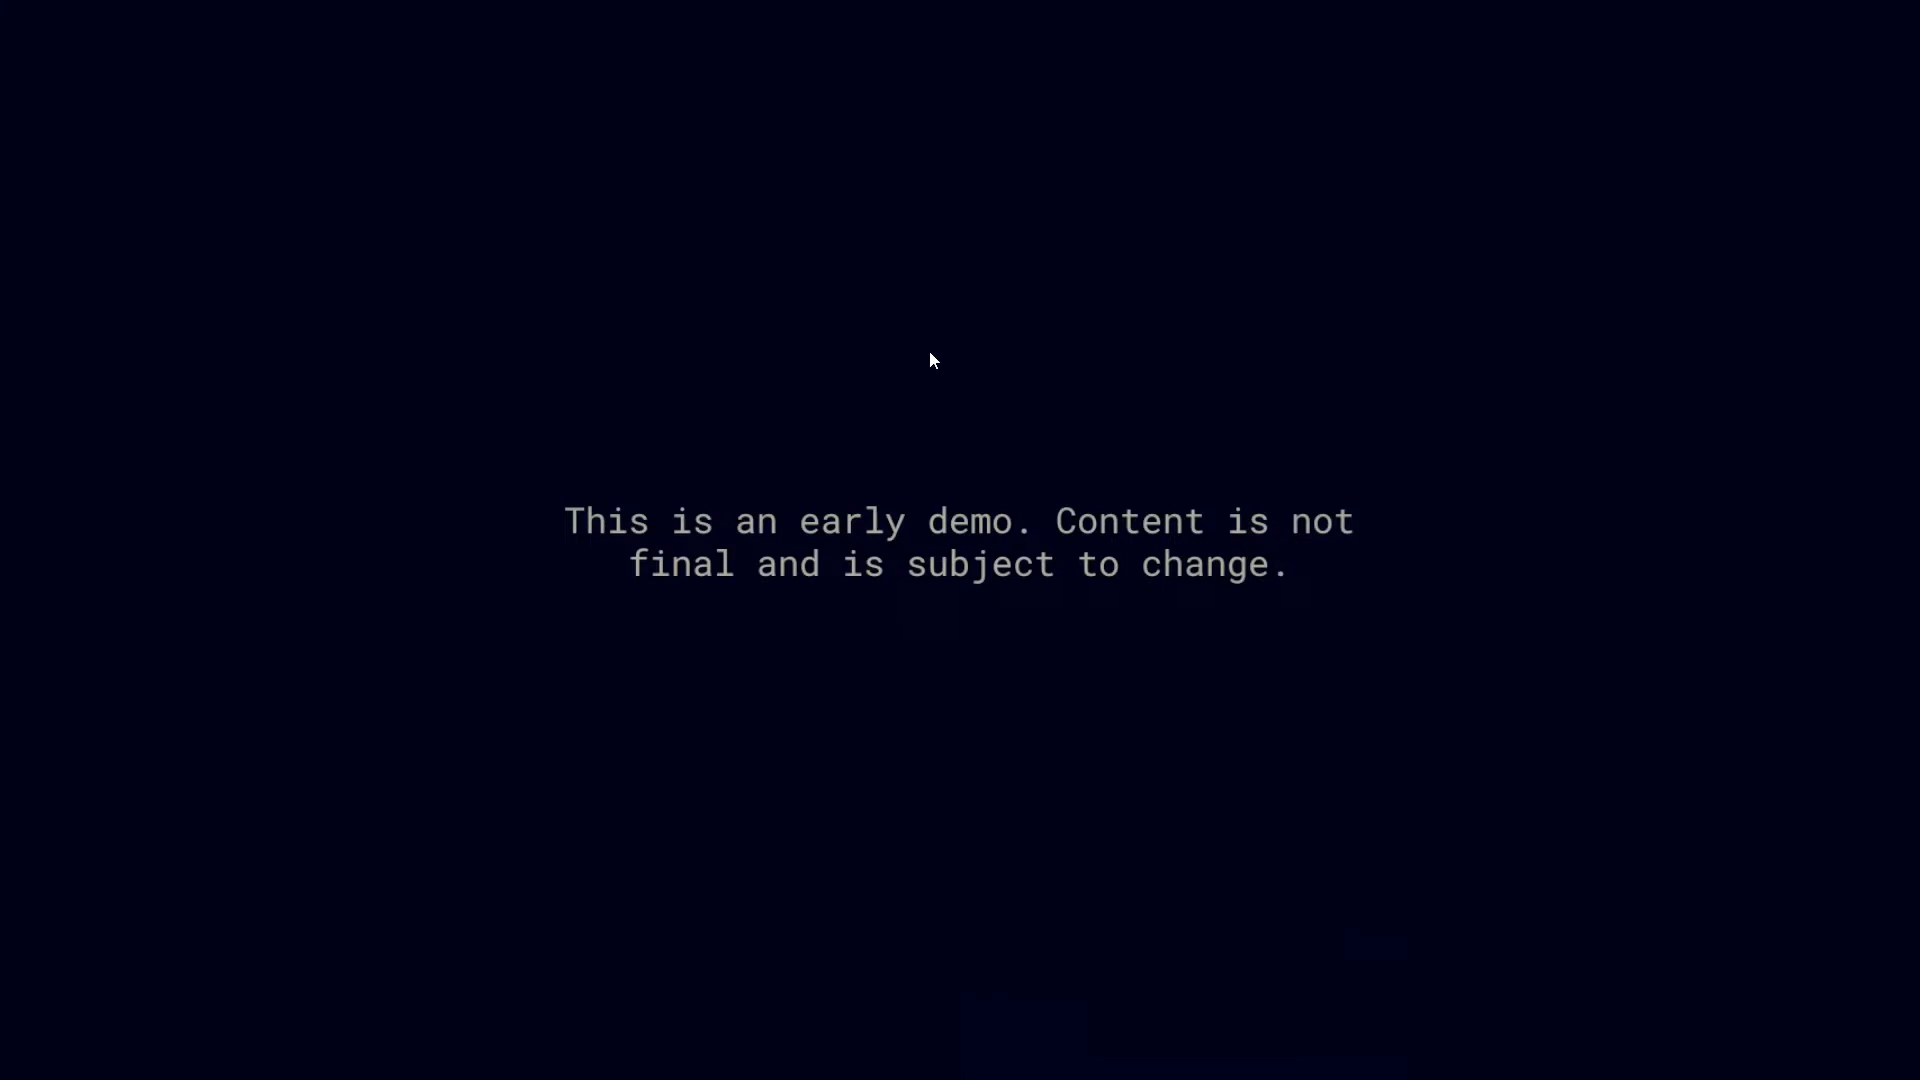 This is an early demo. Content is not
final and is subject to change.